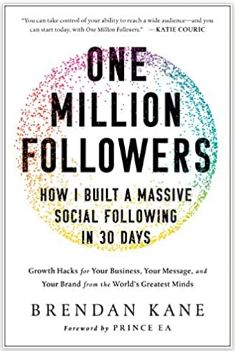 "You can take control of your ability to reach a wide audience—and you
can start today, with One Million Followers." —KATIE COURIC
ONE
MILLION
FOLLOWERS
HOW I BUILT A MASSIVE
SOCIAL FOLLOWING
IN 30 DAYS
Growth Hacks for Your Business, Your Message, and
Your Brand from the World's Greatest Minds
BRENDAN KANE
Foreword by PRINCE EA